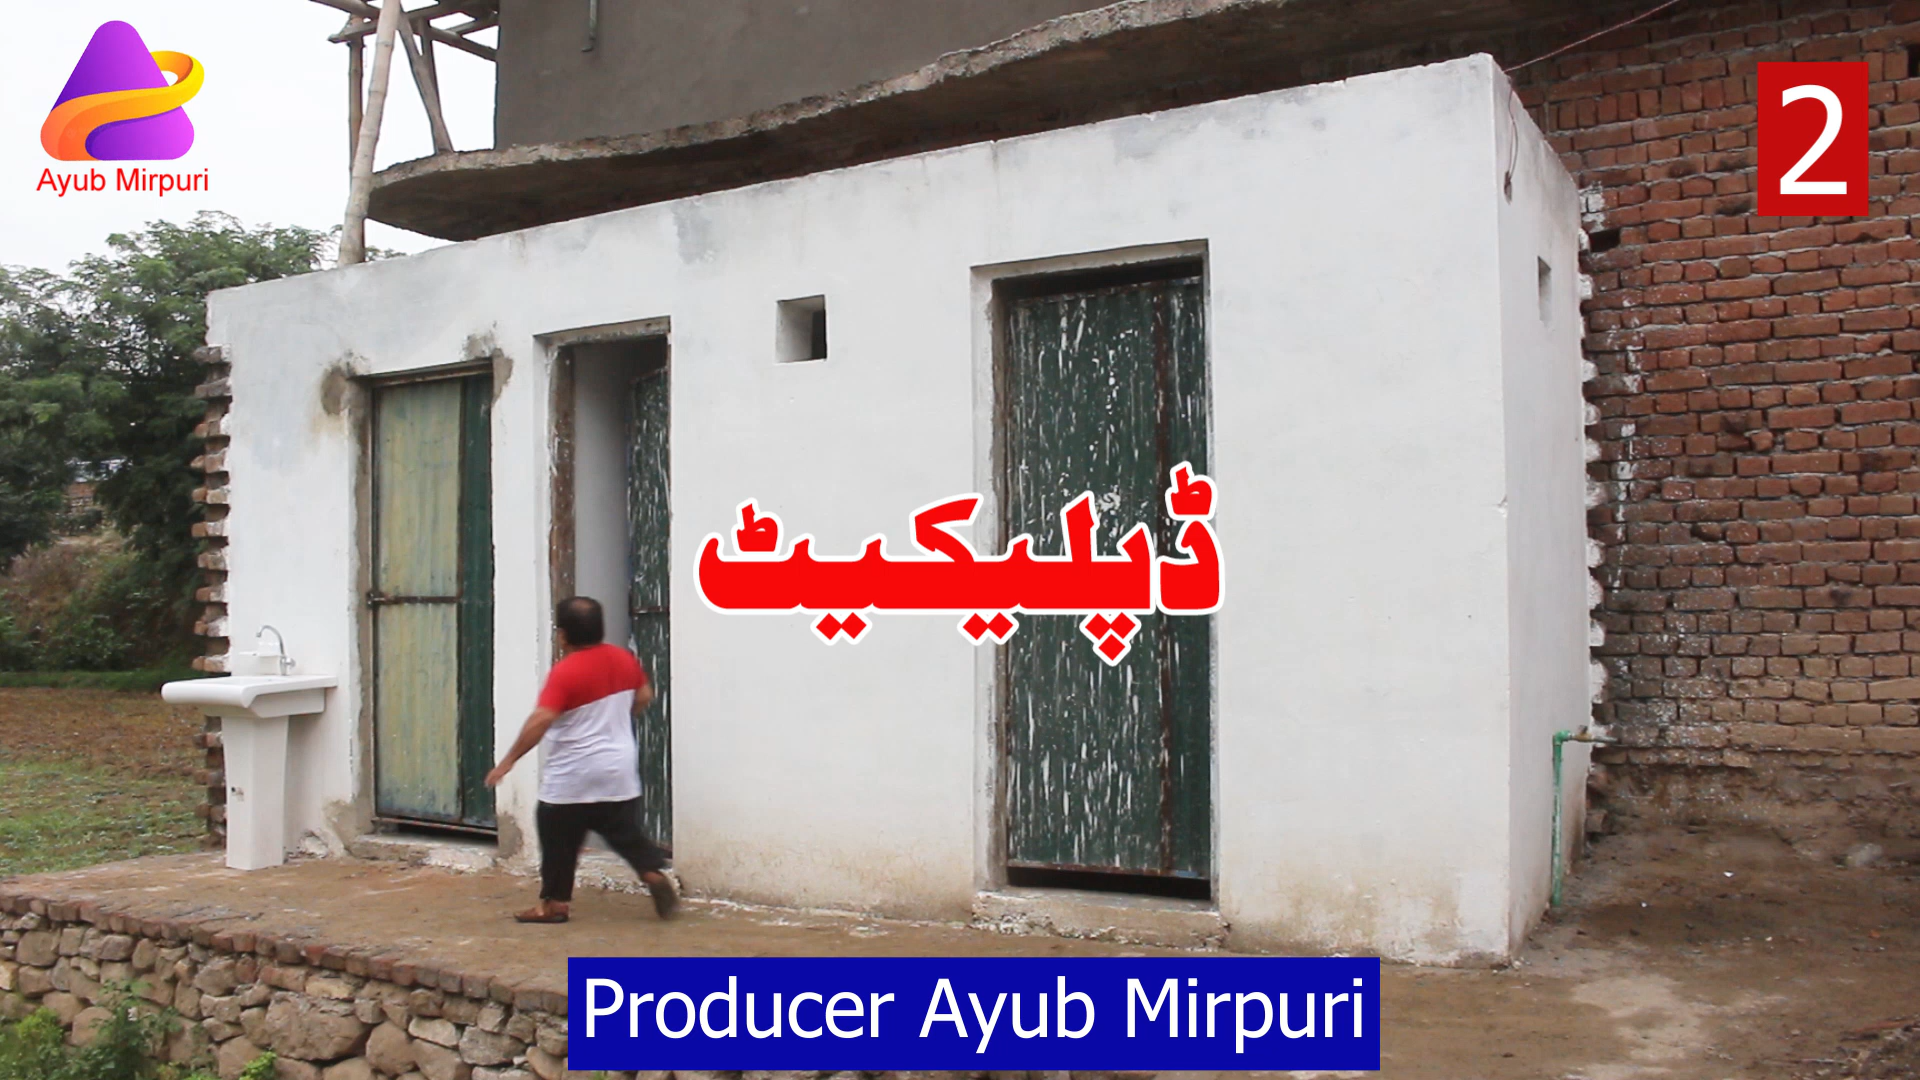 Ayub Mirpuri
2
ڈپلیکیٹ
Producer Ayub Mirpuri